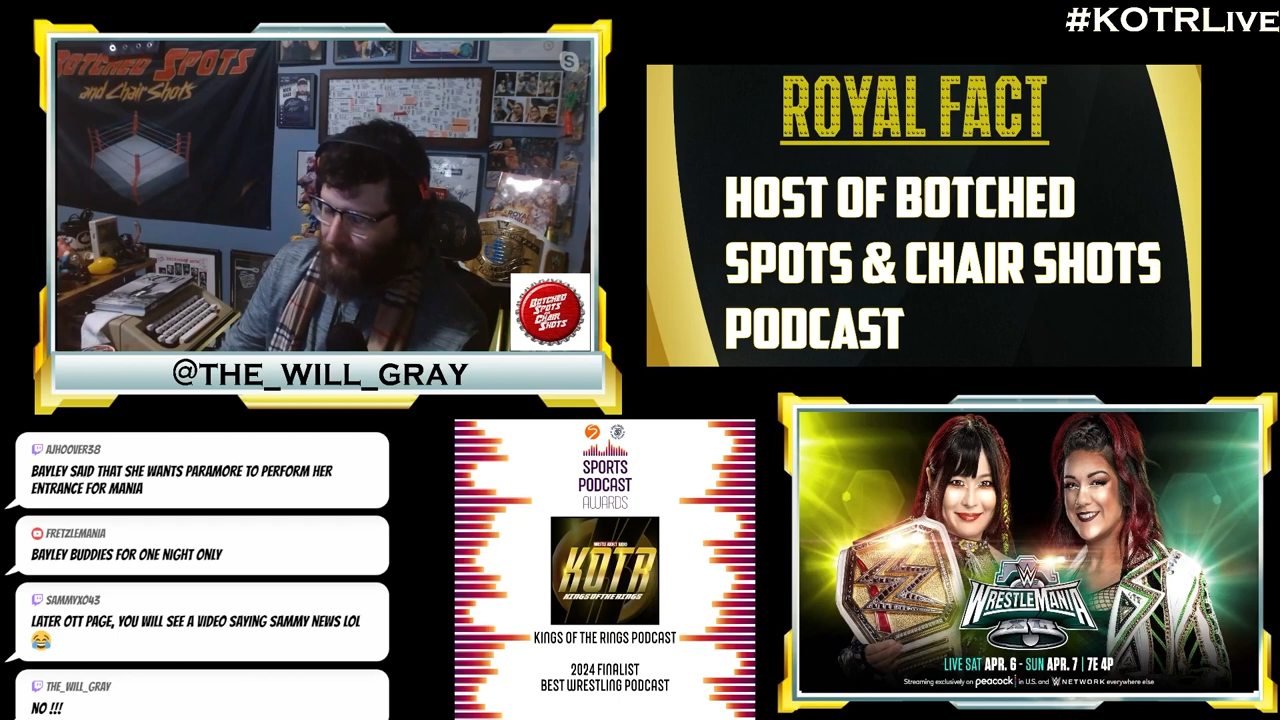 #KOTRLive
BOTCHED SPOTS
and Chair Shots
BOTCHED
SPOTS
CHAIR
SHOTS
@THE_WILL_GRAY
ROYAL FACT
HOST OF BOTCHED
SPOTS & CHAIR SHOTS
PODCAST
AJHOOVER38
BAYLEY SAID THAT SHE WANTS PARAMORE TO PERFORM HER
ENTRANCE FOR MANIA
FRETZLEMANIA
BAYLEY BUDDIES FOR ONE NIGHT ONLY
SAMMYXO43
LATER OTT PAGE, YOU WILL SEE A VIDEO SAYING SAMMY NEWS LOL
😂
THE_WILL_GRAY
NO !!!
SPORTS
PODCAST
AWARDS
KOTR
KINGS OF THE RINGS
KINGS OF THE RINGS PODCAST
2024 FINALIST
BEST WRESTLING PODCAST
WRESTLEMANIA
LIVE SAT APR. 6 - SUN APR. 7 | 7E 4P
Streaming exclusively on peacock in U.S. and NETWORK everywhere else